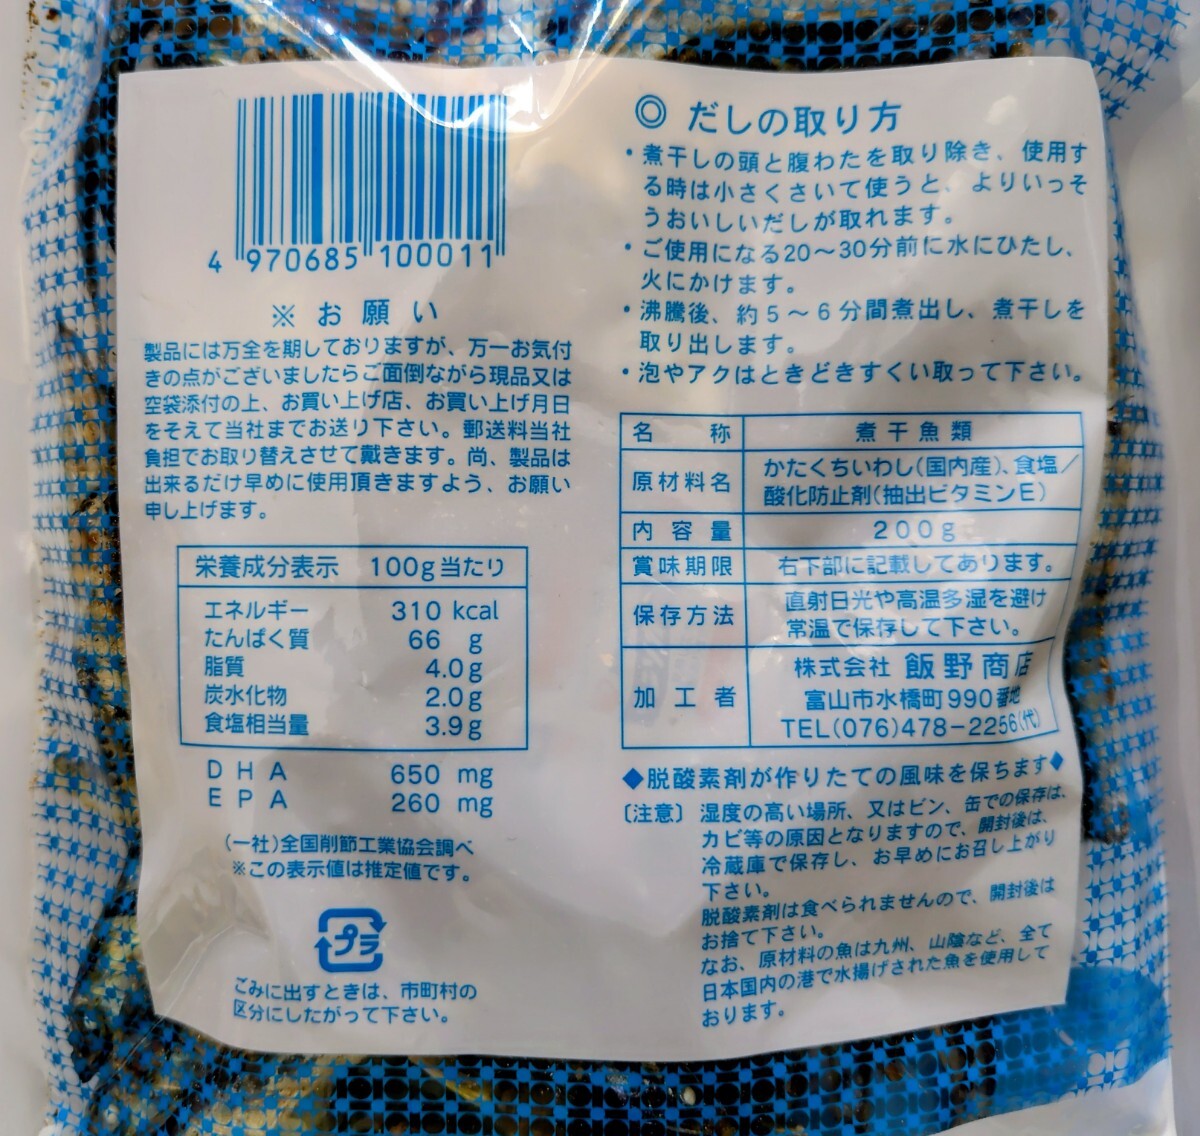 4 970685 100011
※お願い
製品には万全を期しておりますが、万一お気付
きの点がございましたらご面倒ながら現品又は
空袋添付の上、お買い上げ店、お買い上げ月日
をそえて当社までお送り下さい。郵送料当社
負担でお取り替えさせて戴きます。尚、製品は
出来るだけ早めに使用頂きますよう、お願い
申し上げます。
栄養成分表示 100g当たり
エネルギー 310 kcal
たんぱく質 66 g
脂質 4.0g
炭水化物 2.0g
食塩相当量 3.9g
DHA 650 mg
EPA 260 mg
(一社)全国削節工業協会調べ
※この表示値は推定値です。
プラ
ごみに出すときは、市町村の
区分にしたがって下さい。
◎ だしの取り方
・煮干しの頭と腹わたを取り除き、使用す
る時は小さくさいて使うと、よりいっそ
うおいしいだしが取れます。
・ご使用になる20〜30分前に水にひたし、
火にかけます。
・沸騰後、約5〜6分間煮出し、煮干しを
取り出します。
・泡やアクはときどきすくい取って下さい。
名称 煮干魚類
原材料名 かたくちいわし(国内産)、食塩/
酸化防止剤(抽出ビタミンE)
内容量 200g
賞味期限 右下部に記載してあります。
保存方法 直射日光や高温多湿を避け
常温で保存して下さい。
加工者 株式会社 飯野商店
富山市水橋町990番地
TEL(076)478-2256(代)
◆脱酸素剤が作りたての風味を保ちます◆
〔注意〕湿度の高い場所、又はビン、缶での保存は、
カビ等の原因となりますので、開封後は、
冷蔵庫で保存し、お早めにお召し上がり
下さい。
脱酸素剤は食べられませんので、開封後は
お捨て下さい。
なお、原材料の魚は九州、山陰など、全て
日本国内の港で水揚げされた魚を使用して
おります。